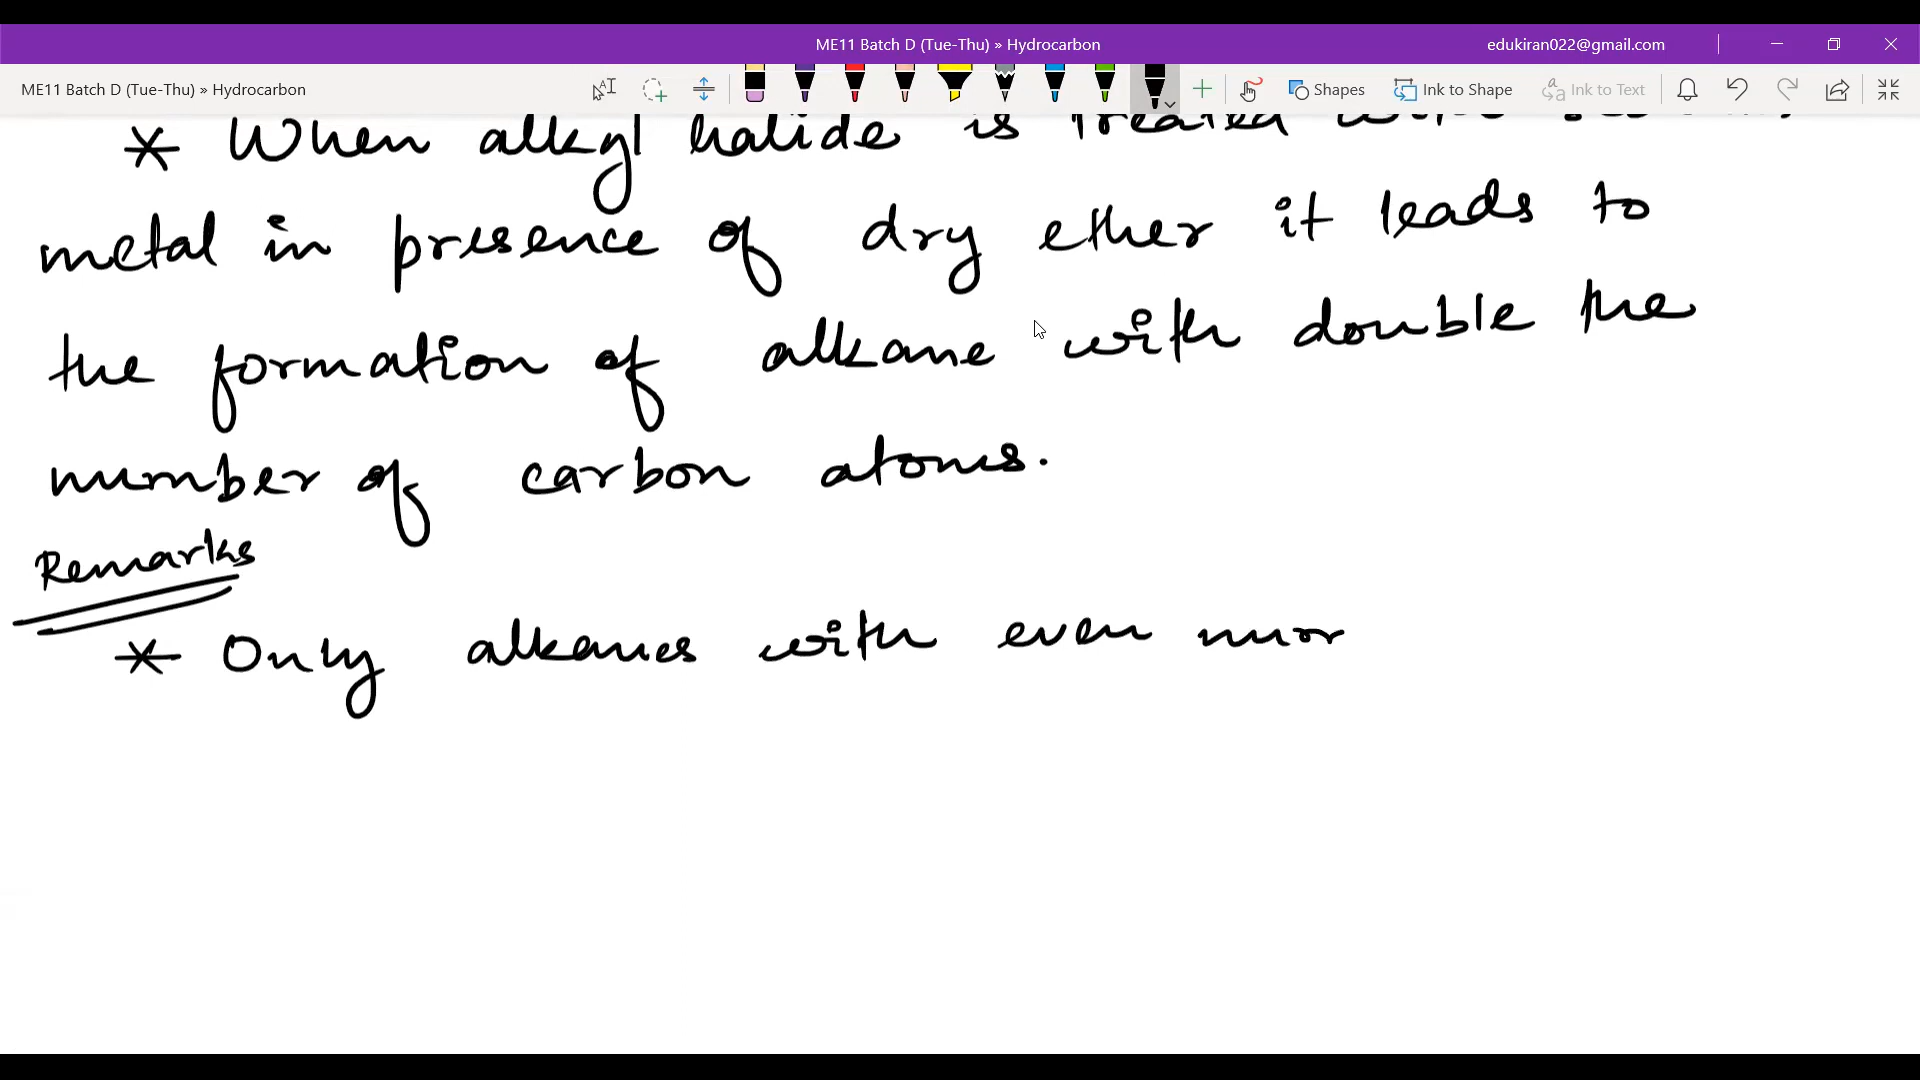 ME11 Batch D (Tue-Thu) » Hydrocarbon
edukiran022@gmail.com
ME11 Batch D (Tue-Thu) » Hydrocarbon
Shapes
Ink to Shape
Ink to Text
* When alkyl halide is treated with
metal in presence of dry ether it leads to
the formation of alkane with double the
number of carbon atoms.
Remarks
* Only alkanes with even